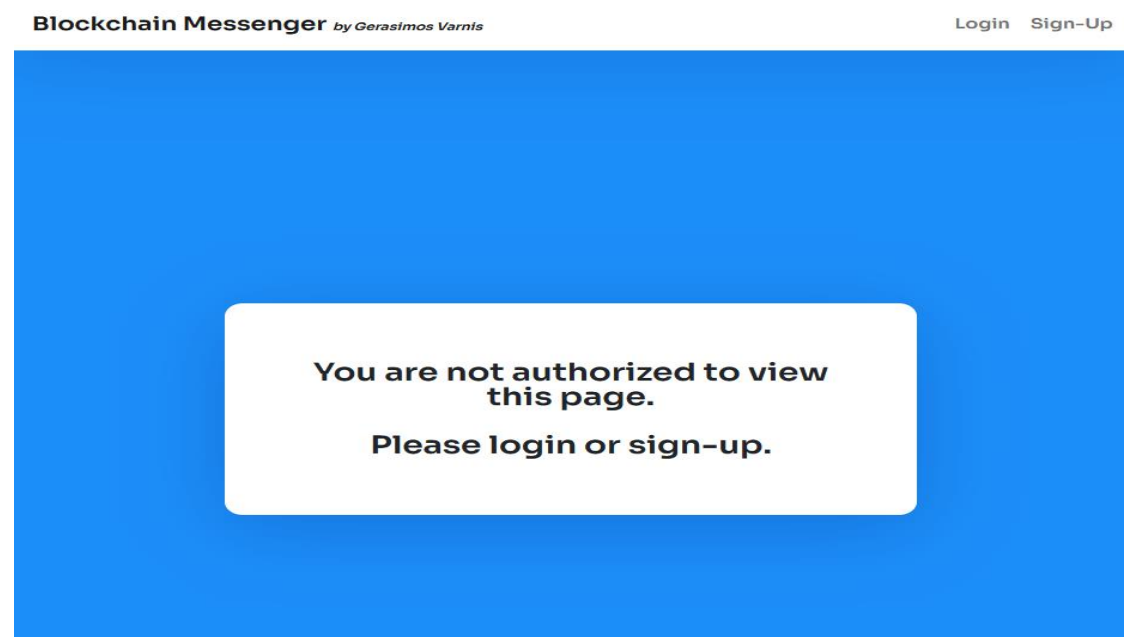 Blockchain Messenger by Gerasimos Varnis
Login Sign-Up
You are not authorized to view
this page.
Please login or sign-up.